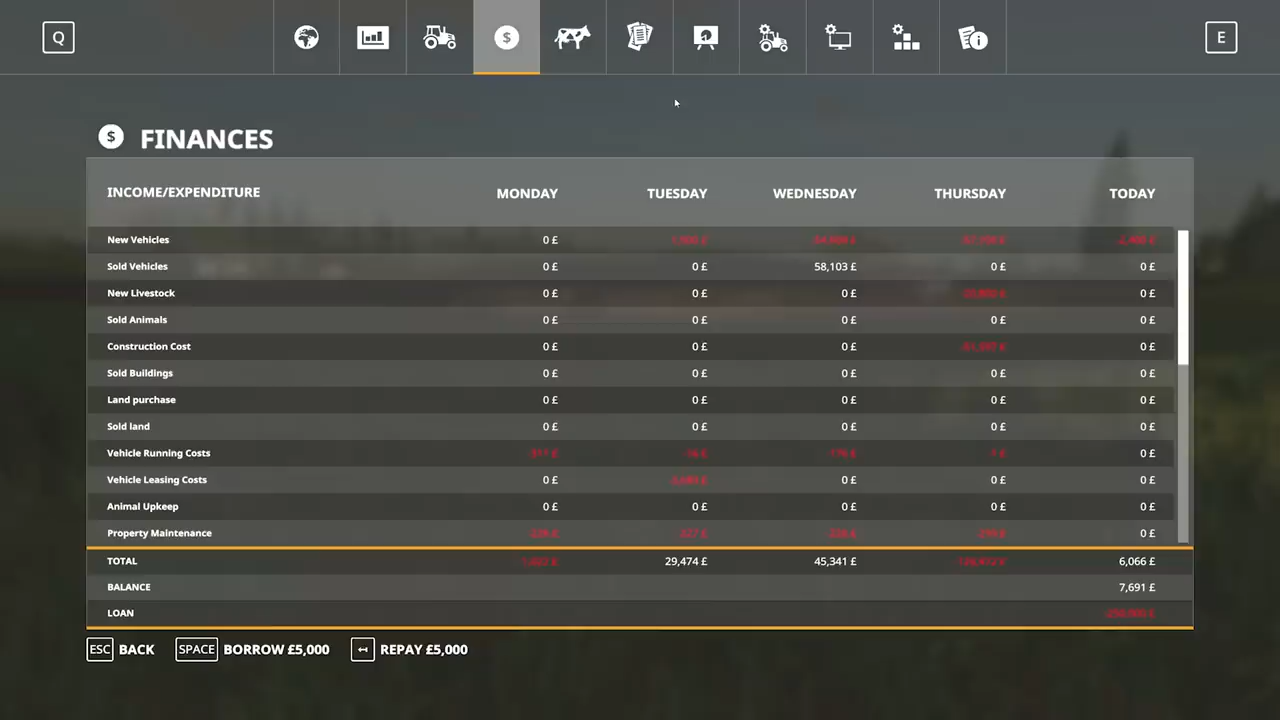 Q
$
E
$ FINANCES
INCOME/EXPENDITURE MONDAY TUESDAY WEDNESDAY THURSDAY TODAY
New Vehicles 0 £
Sold Vehicles 0 £ 0 £ 58,103 £ 0 £ 0 £
New Livestock 0 £ 0 £ 0 £ 0 £
Sold Animals 0 £ 0 £ 0 £ 0 £ 0 £
Construction Cost 0 £ 0 £ 0 £ 0 £
Sold Buildings 0 £ 0 £ 0 £ 0 £ 0 £
Land purchase 0 £ 0 £ 0 £ 0 £ 0 £
Sold land 0 £ 0 £ 0 £ 0 £ 0 £
Vehicle Running Costs 0 £
Vehicle Leasing Costs 0 £ 0 £ 0 £ 0 £
Animal Upkeep 0 £ 0 £ 0 £ 0 £ 0 £
Property Maintenance 0 £
TOTAL 29,474 £ 45,341 £ 6,066 £
BALANCE 7,691 £
LOAN -250,000 £
ESC BACK SPACE BORROW £5,000 REPAY £5,000